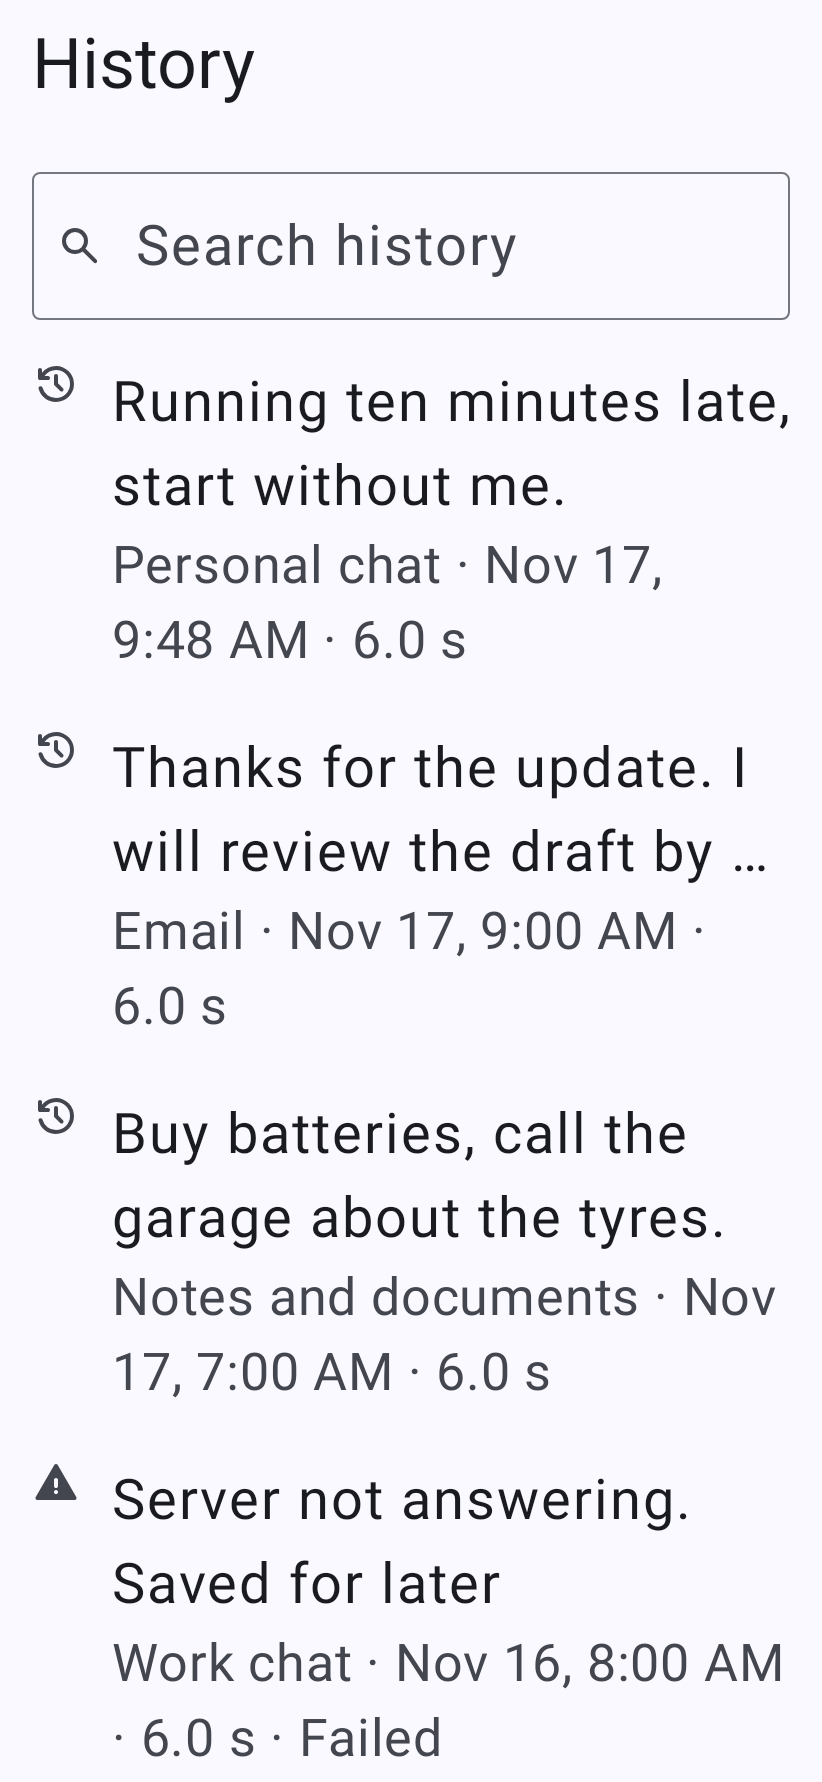 History
Search history
Running ten minutes late,
start without me.
Personal chat · Nov 17,
9:48 AM · 6.0 s
Thanks for the update. I
will review the draft by …
Email · Nov 17, 9:00 AM ·
6.0 s
Buy batteries, call the
garage about the tyres.
Notes and documents · Nov
17, 7:00 AM · 6.0 s
Server not answering.
Saved for later
Work chat · Nov 16, 8:00 AM
· 6.0 s · Failed